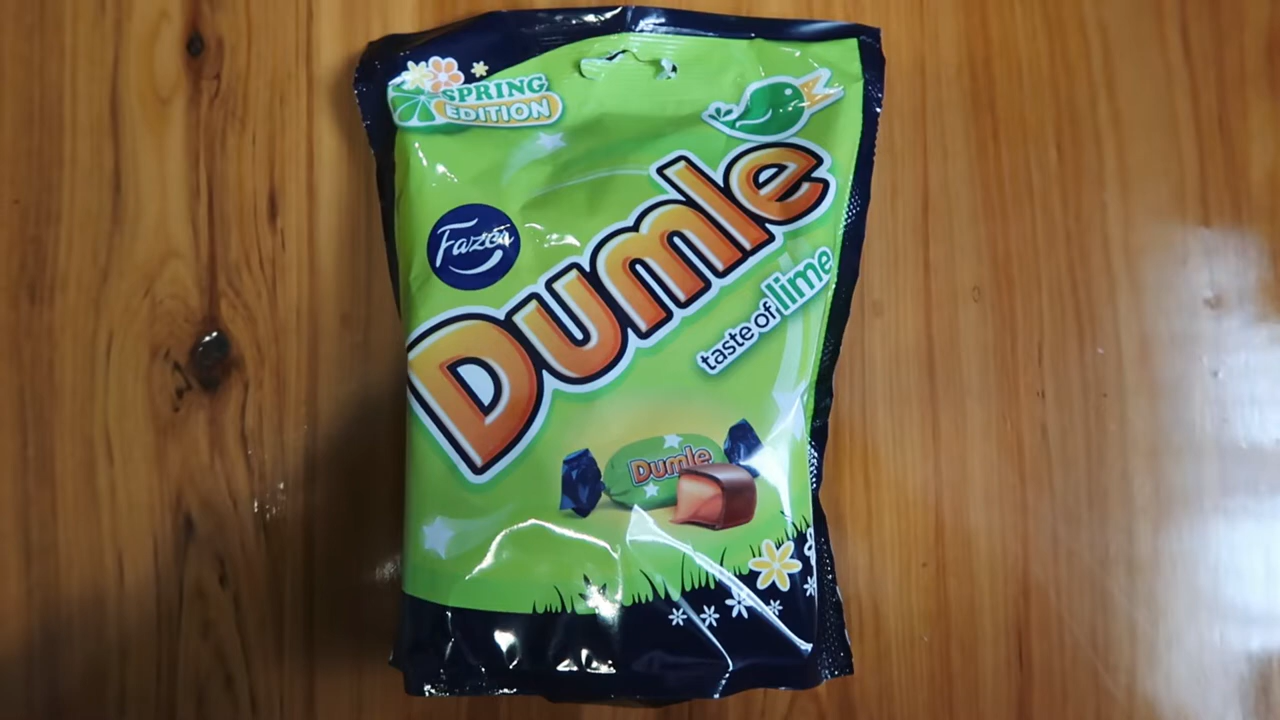 SPRING
EDITION
Fazer
Dumle
taste of lime
Dumle